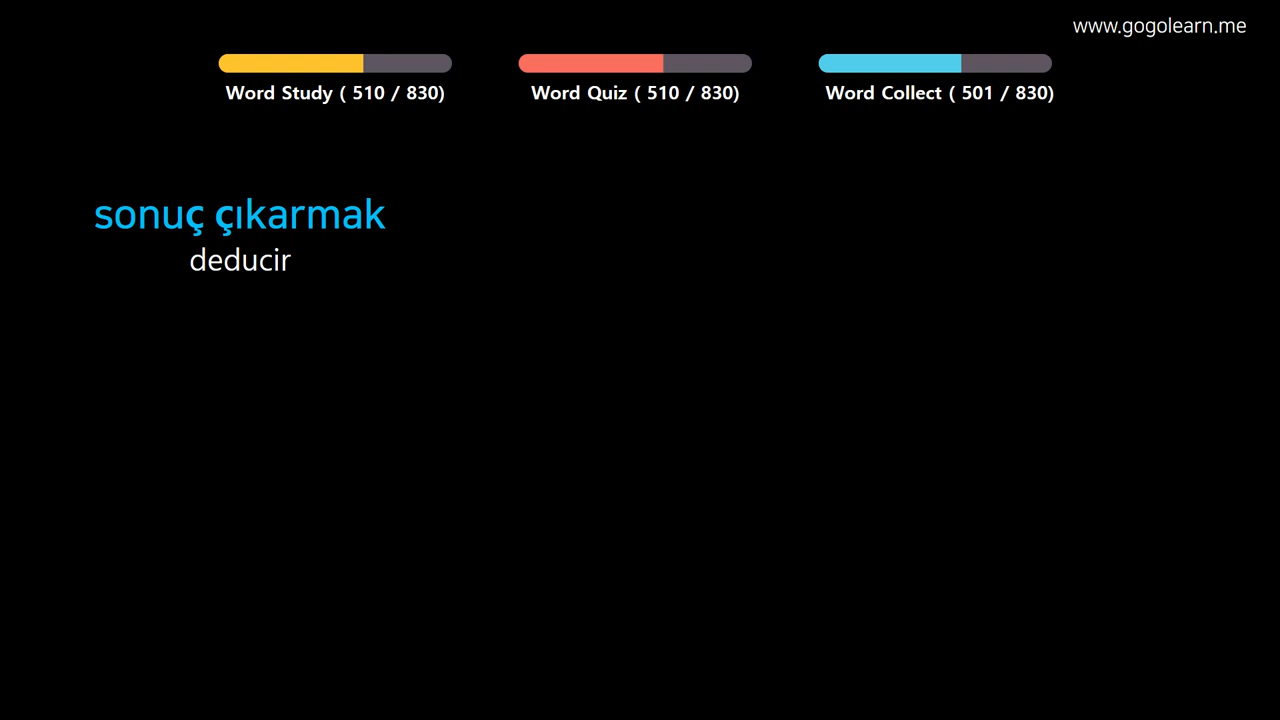 www.gogolearn.me
Word Study ( 510 / 830)
Word Quiz ( 510 / 830)
Word Collect ( 501 / 830)
sonuç çıkarmak
deducir